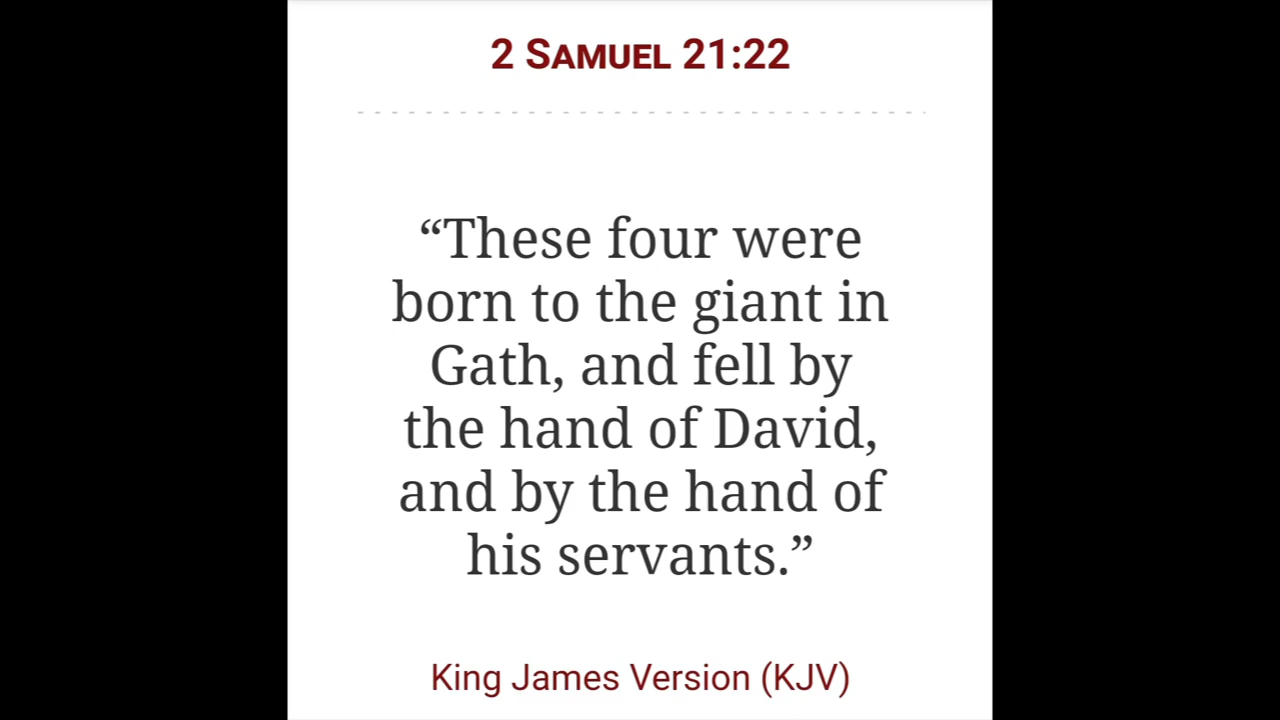 2 SAMUEL 21:22
“These four were
born to the giant in
Gath, and fell by
the hand of David,
and by the hand of
his servants.”
King James Version (KJV)